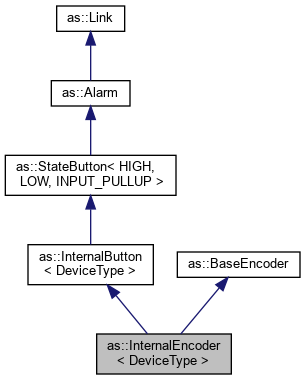 as::Link
as::Alarm
as::StateButton< HIGH,
LOW, INPUT_PULLUP >
as::InternalButton
< DeviceType >
as::BaseEncoder
as::InternalEncoder
< DeviceType >